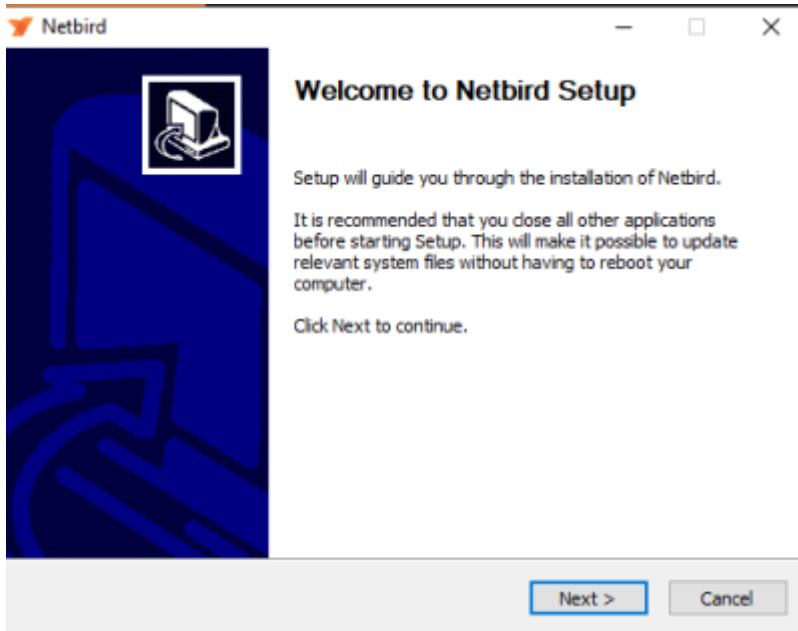 Netbird
Welcome to Netbird Setup
Setup will guide you through the installation of Netbird.
It is recommended that you close all other applications
before starting Setup. This will make it possible to update
relevant system files without having to reboot your
computer.
Click Next to continue.
Next >
Cancel